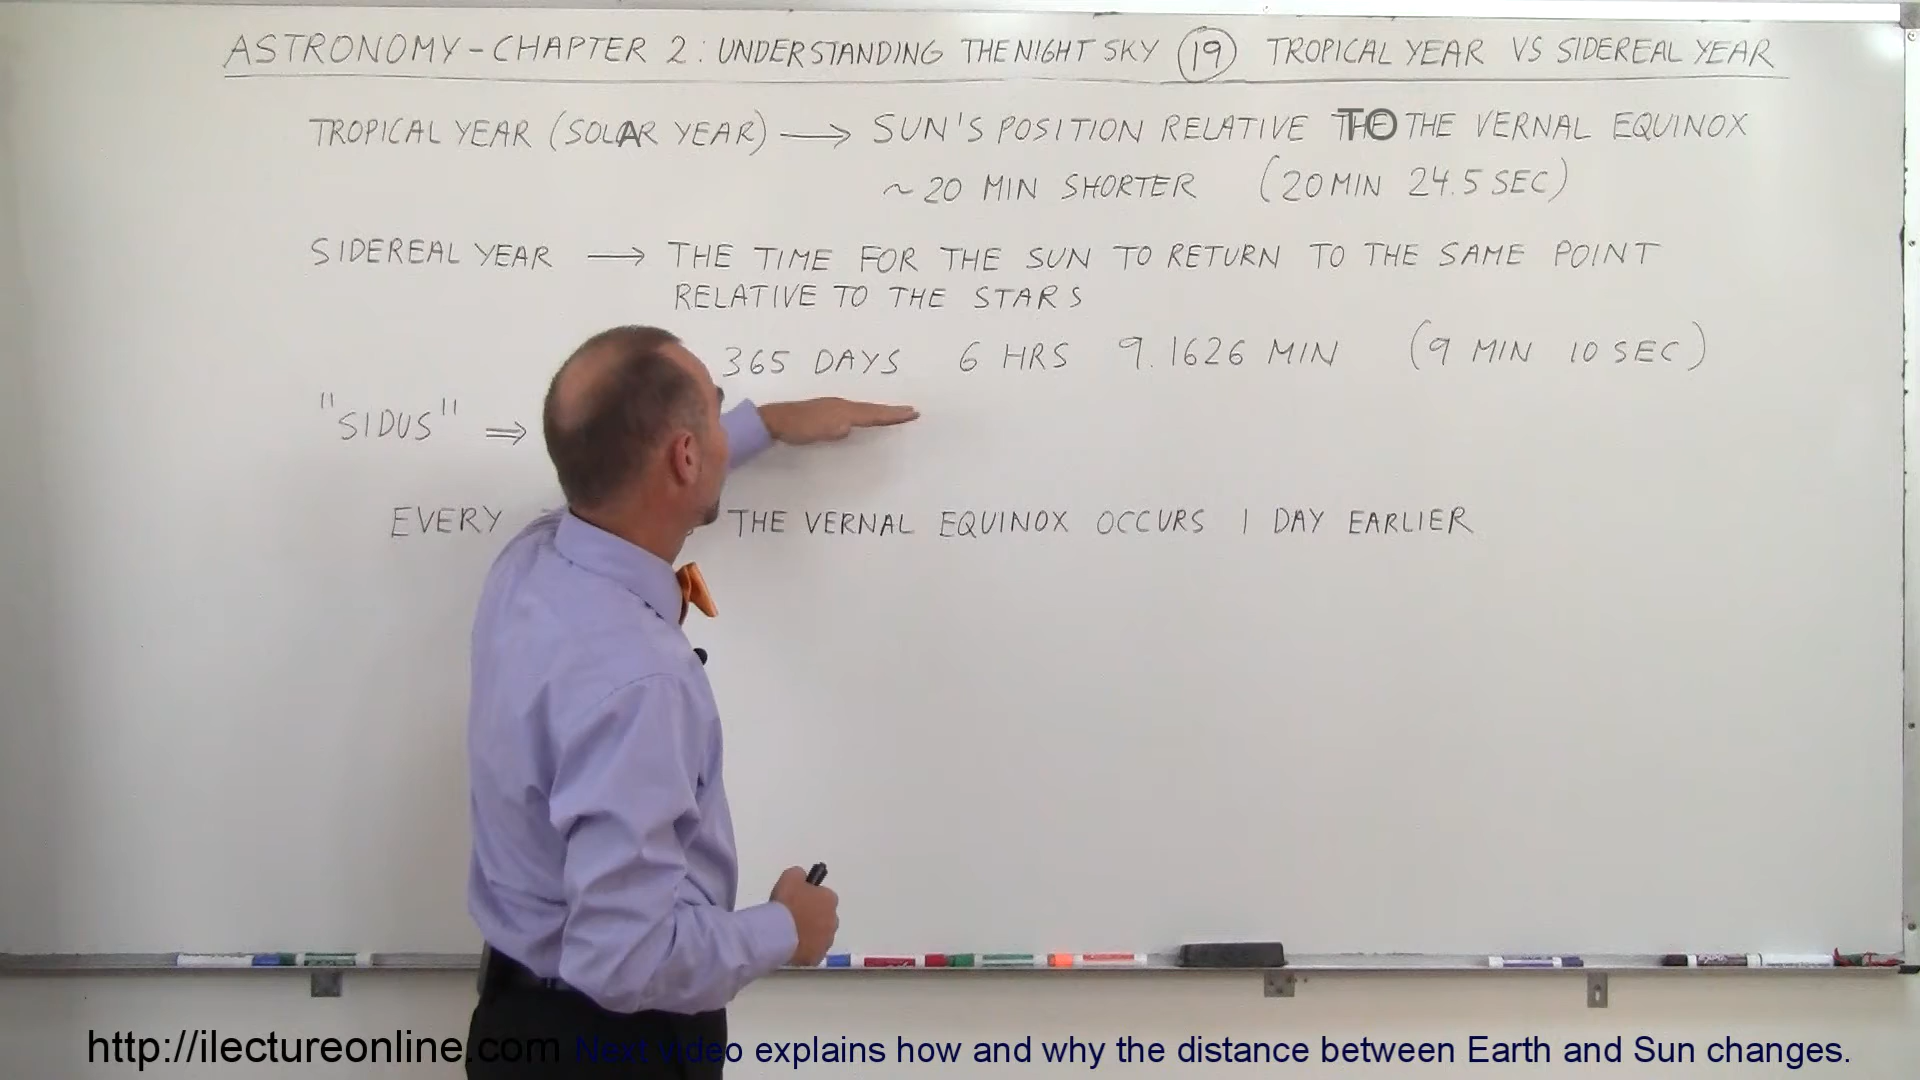 ASTRONOMY - CHAPTER 2: UNDERSTANDING THE NIGHT SKY (19) TROPICAL YEAR VS SIDEREAL YEAR
TROPICAL YEAR (SOLAR YEAR) → SUN'S POSITION RELATIVE TO THE VERNAL EQUINOX
~20 MIN SHORTER (20 MIN 24.5 SEC)
SIDEREAL YEAR → THE TIME FOR THE SUN TO RETURN TO THE SAME POINT
RELATIVE TO THE STARS
365 DAYS 6 HRS 9.1626 MIN (9 MIN 10 SEC)
"SIDUS" ⇒
EVERY THE VERNAL EQUINOX OCCURS 1 DAY EARLIER
http://ilectureonline.com Next video explains how and why the distance between Earth and Sun changes.